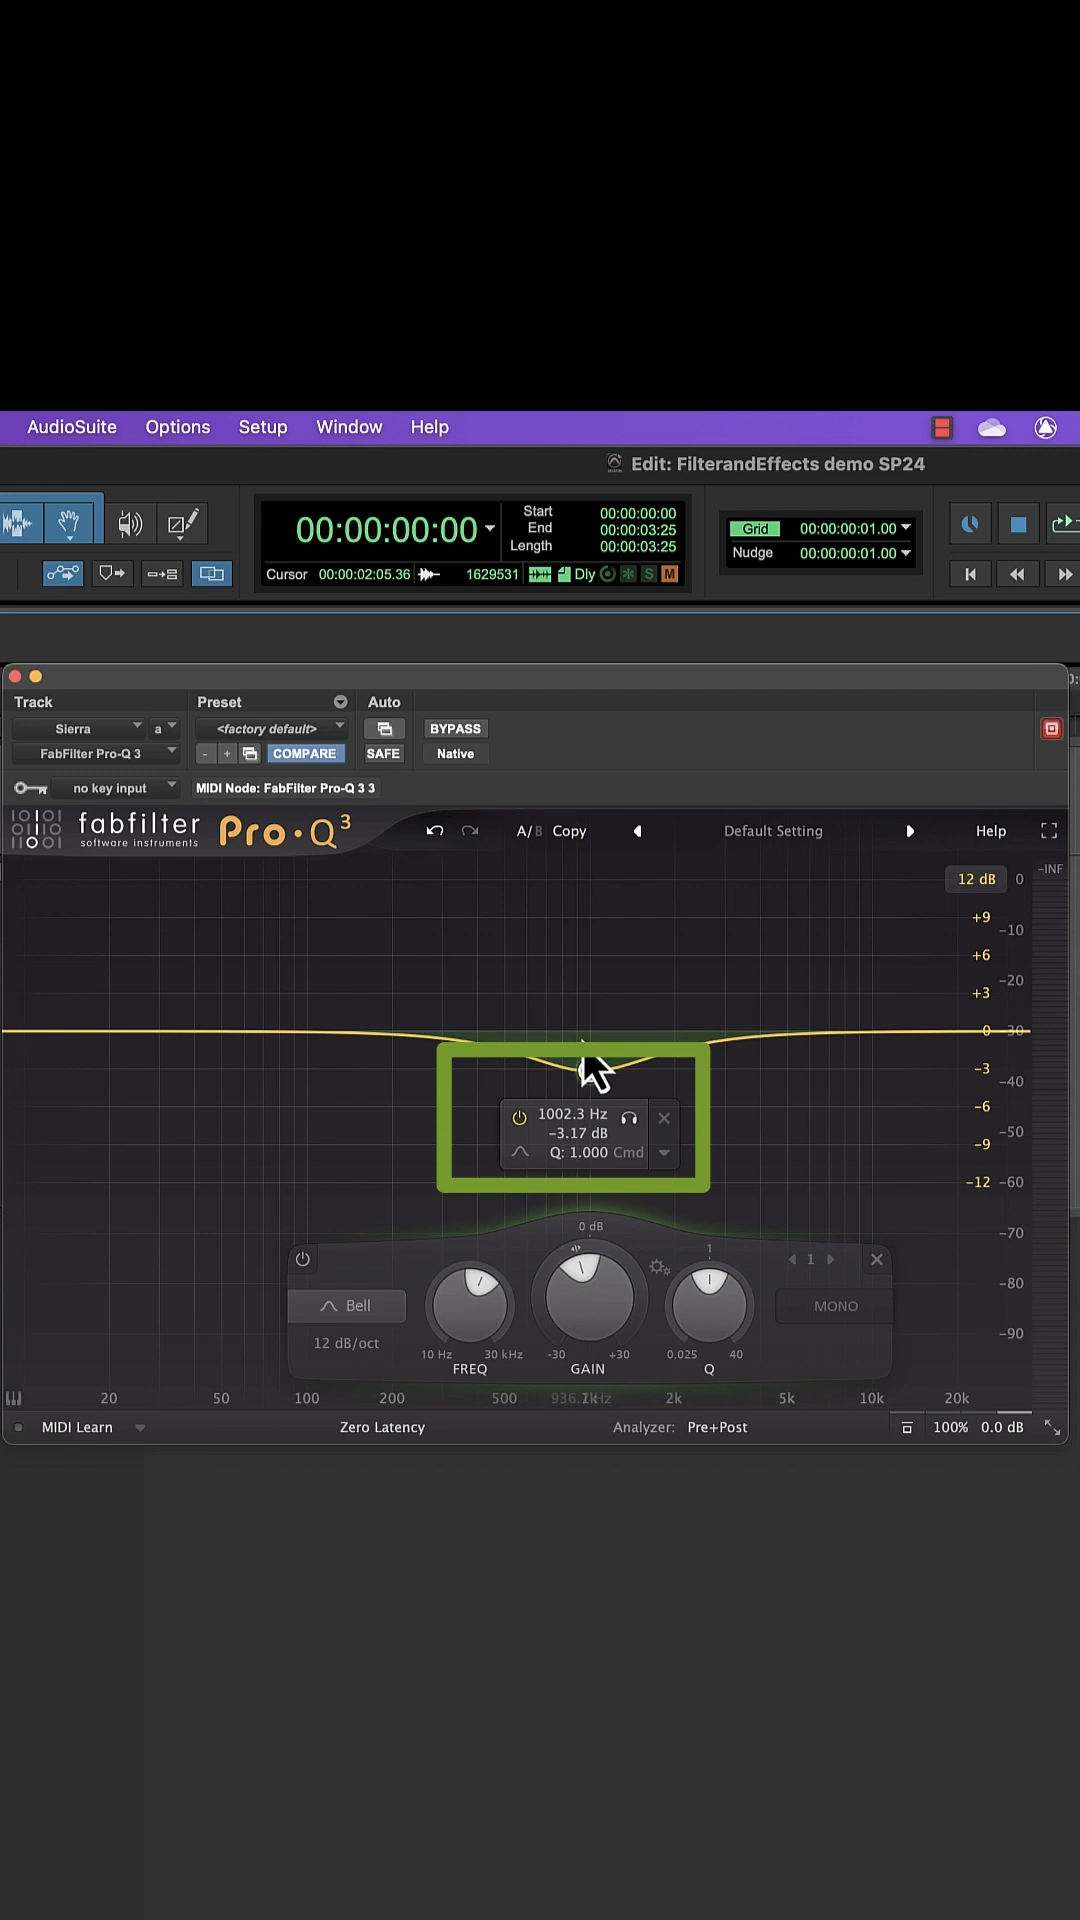 AudioSuite Options Setup Window Help
Edit: FilterandEffects demo SP24
00:00:00:00
Start 00:00:00:00
End 00:00:03:25
Length 00:00:03:25
Cursor 00:00:02:05.36 1629531 Dly S M
Grid 00:00:00:01.00
Nudge 00:00:00:01.00
Track Preset Auto
Sierra a <factory default> BYPASS
FabFilter Pro-Q 3 - + COMPARE SAFE Native
no key input MIDI Node: FabFilter Pro-Q 3 3
fabfilter
software instruments
Pro·Q3
A/B Copy Default Setting Help
12 dB 0 -INF
+9 -10
+6 -20
+3
0 -30
-3 -40
-6 -50
-9
-12 -60
-70
-80
-90
1002.3 Hz
-3.17 dB
Q: 1.000 Cmd
0 dB
1
1
Bell
MONO
12 dB/oct
10 Hz 30 kHz -30 +30 0.025 40
FREQ GAIN Q
20 50 100 200 500 1k 2k 5k 10k 20k
MIDI Learn Zero Latency Analyzer: Pre+Post 100% 0.0 dB